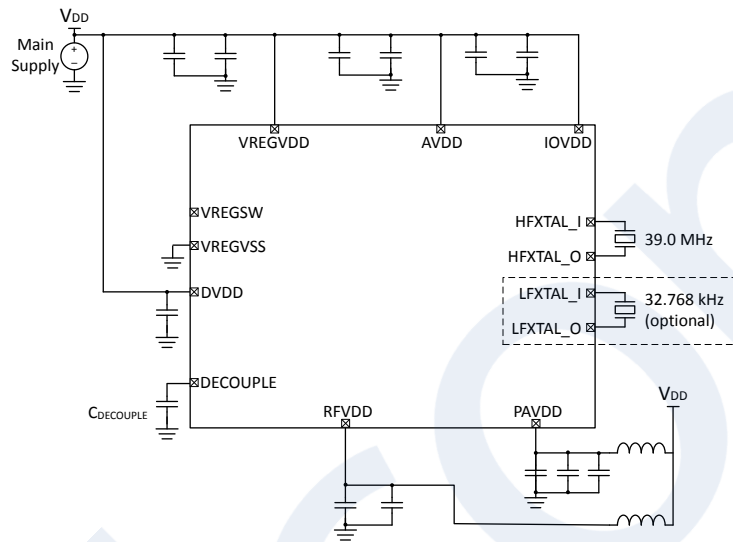 VDD
Main
Supply
+
−
VREGVDD
AVDD
IOVDD
VREGSW
HFXTAL_I
39.0 MHz
VREGVSS
HFXTAL_O
DVDD
LFXTAL_I
32.768 kHz
(optional)
LFXTAL_O
DECOUPLE
CDECOUPLE
RFVDD
PAVDD
VDD